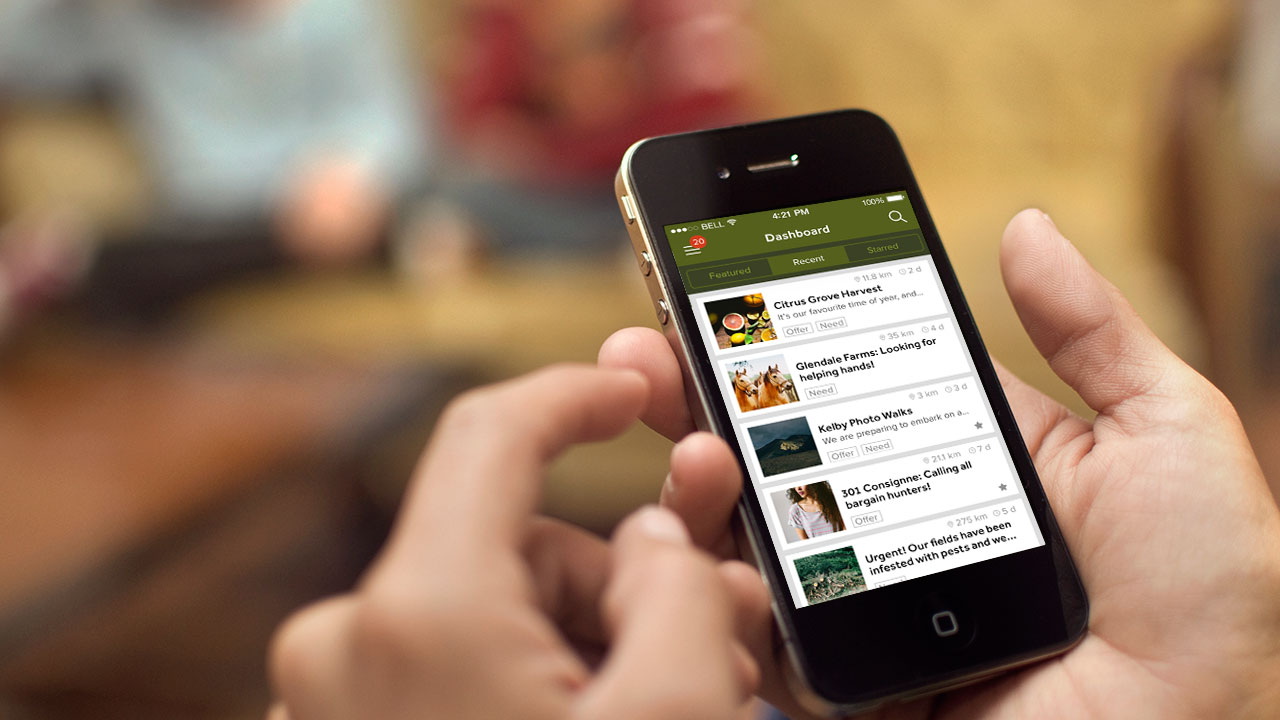 BELL 4:21 PM 100%
20 Dashboard
Featured Recent Starred
11.8 km 2 d
Citrus Grove Harvest
It's our favourite time of year, and...
Offer Need
35 km 4 d
Glendale Farms: Looking for
helping hands!
Need
3 km 3 d
Kelby Photo Walks
We are preparing to embark on a...
Offer Need
21.1 km 7 d
301 Consignne: Calling all
bargain hunters!
Offer
275 km 5 d
Urgent! Our fields have been
infested with pests and we...